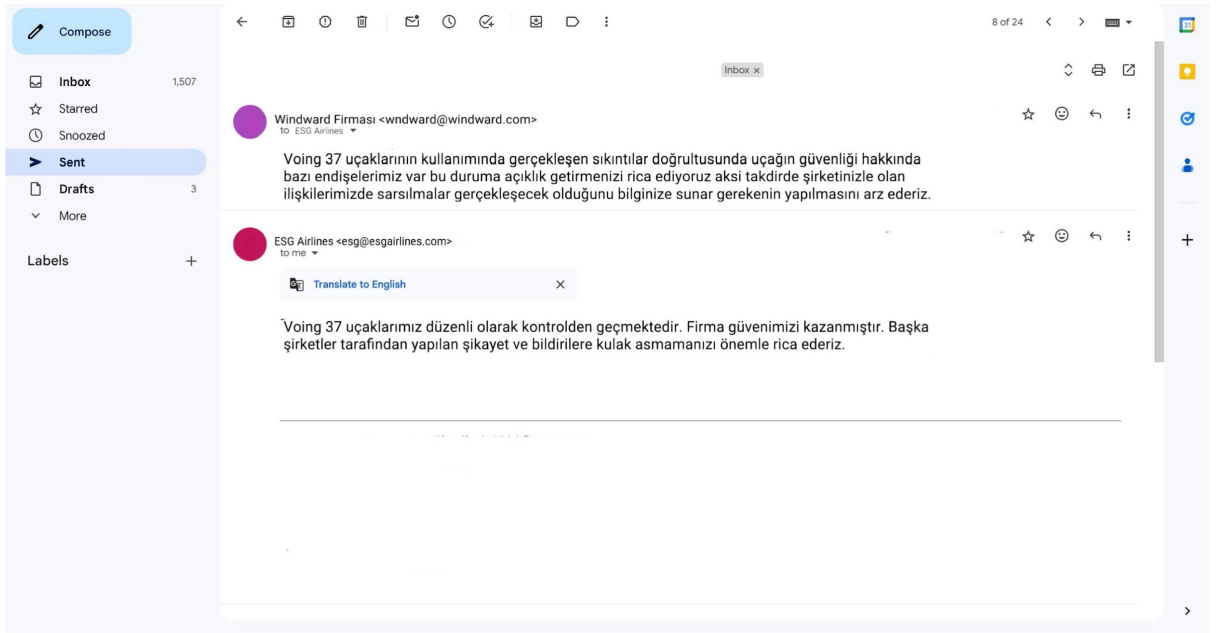 Compose
8 of 24
31
Inbox 1,507
Starred
Snoozed
Sent
Drafts 3
More
Labels
Inbox x
Windward Firması <wndward@windward.com>
to ESG Airlines
Voing 37 uçaklarının kullanımında gerçekleşen sıkıntılar doğrultusunda uçağın güvenliği hakkında
bazı endişelerimiz var bu duruma açıklık getirmenizi rica ediyoruz aksi takdirde şirketinizle olan
ilişkilerimizde sarsılmalar gerçekleşecek olduğunu bilginize sunar gerekenin yapılmasını arz ederiz.
ESG Airlines <esg@esgairlines.com>
to me
Translate to English
Voing 37 uçaklarımız düzenli olarak kontrolden geçmektedir. Firma güvenimizi kazanmıştır. Başka
şirketler tarafından yapılan şikayet ve bildirilere kulak asmamanızı önemle rica ederiz.